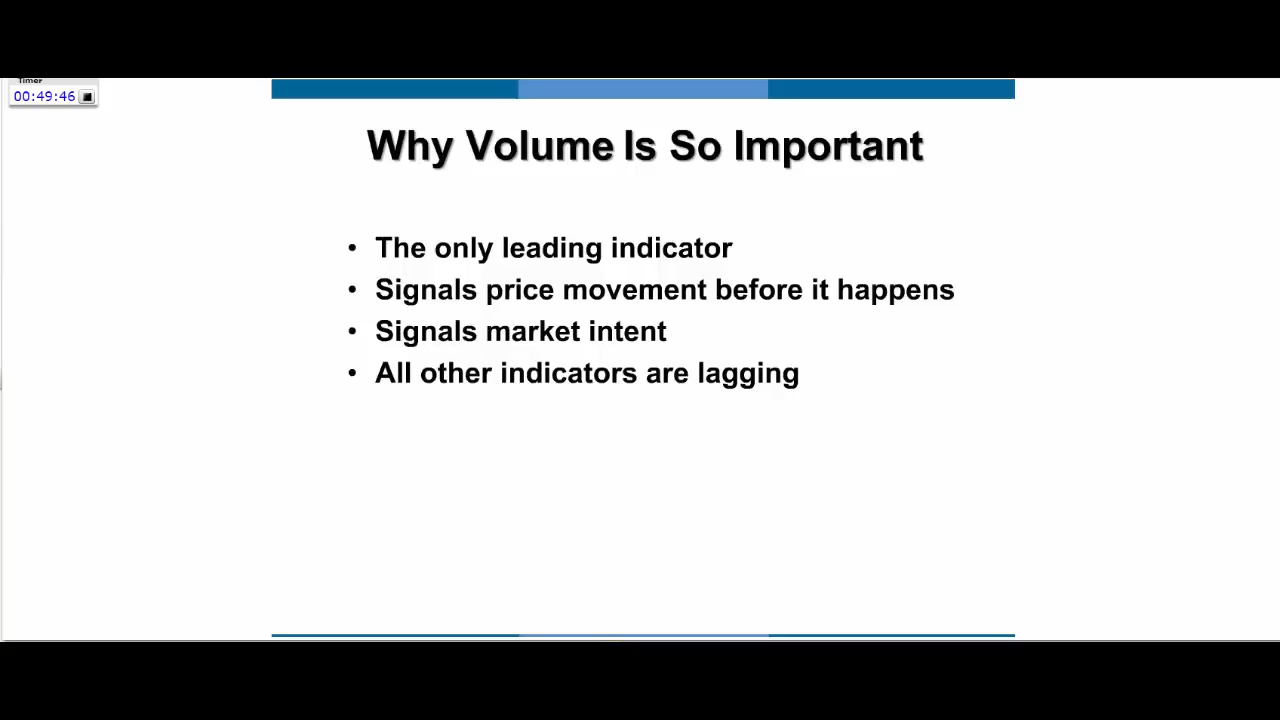 Timer
00:49:46
Why Volume Is So Important
• The only leading indicator
• Signals price movement before it happens
• Signals market intent
• All other indicators are lagging